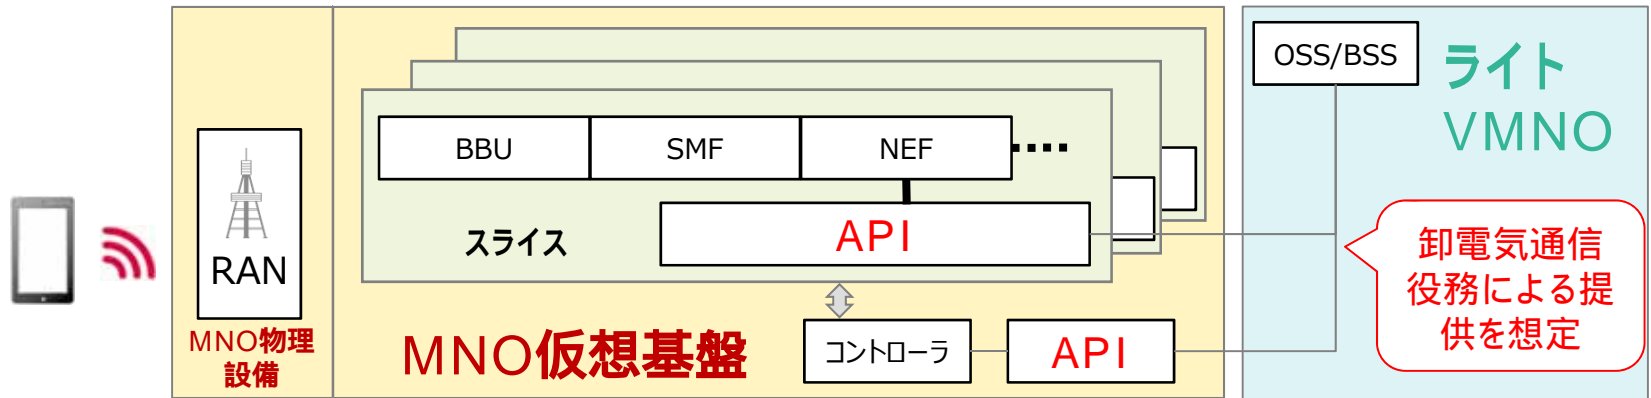 OSS/BSS
ライト
VMNO
BBU
SMF
NEF
スライス
API
RAN
MNO物理
設備
MNO仮想基盤
コントローラ
API
卸電気通信
役務による提
供を想定